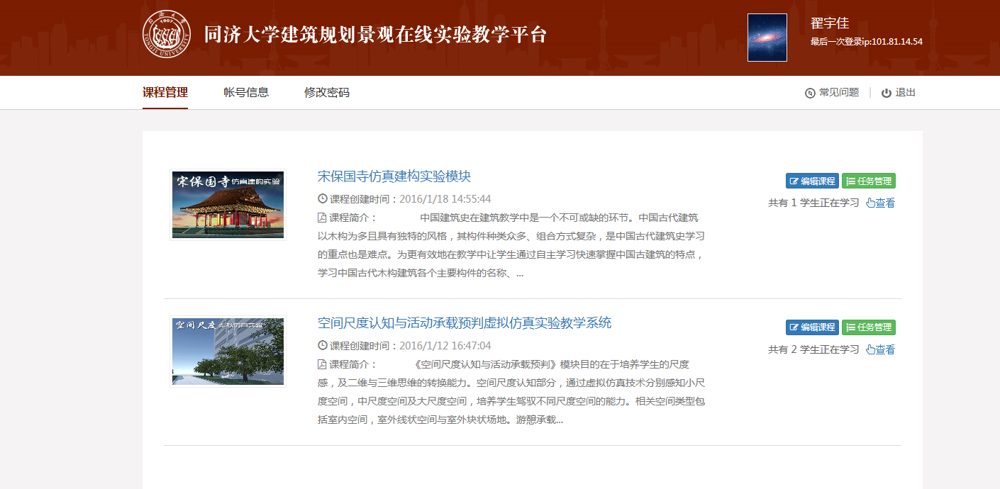 同济大学
1907
TONGJI UNIVERSITY
同济大学建筑规划景观在线实验教学平台
翟宇佳
最后一次登录ip:101.81.14.54
课程管理
帐号信息
修改密码
常见问题
退出
宋保国寺仿真建构实验
宋保国寺仿真建构实验模块
课程创建时间：2016/1/18 14:55:44
课程简介： 中国建筑史在建筑教学中是一个不可或缺的环节。中国古代建筑
以木构为多且具有独特的风格，其构件种类众多、组合方式复杂，是中国古代建筑史学习
的重点也是难点。为更有效地在教学中让学生通过自主学习快速掌握中国古建筑的特点，
学习中国古代木构建筑各个主要构件的名称、...
编辑课程
任务管理
共有 1 学生正在学习 查看
空间尺度虚拟仿真实验
空间尺度认知与活动承载预判虚拟仿真实验教学系统
课程创建时间：2016/1/12 16:47:04
课程简介： 《空间尺度认知与活动承载预判》模块目的在于培养学生的尺度
感，及二维与三维思维的转换能力。空间尺度认知部分，通过虚拟仿真技术分别感知小尺
度空间，中尺度空间及大尺度空间，培养学生驾驭不同尺度空间的能力。相关空间类型包
括室内空间，室外线状空间与室外块状场地。游憩承载...
编辑课程
任务管理
共有 2 学生正在学习 查看